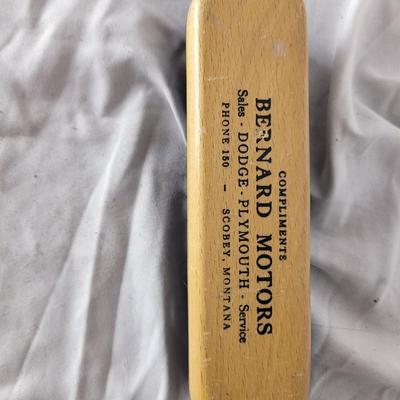 COMPLIMENTS
BERNARD MOTORS
Sales - DODGE - PLYMOUTH - Service
PHONE 150 - SCOBEY, MONTANA